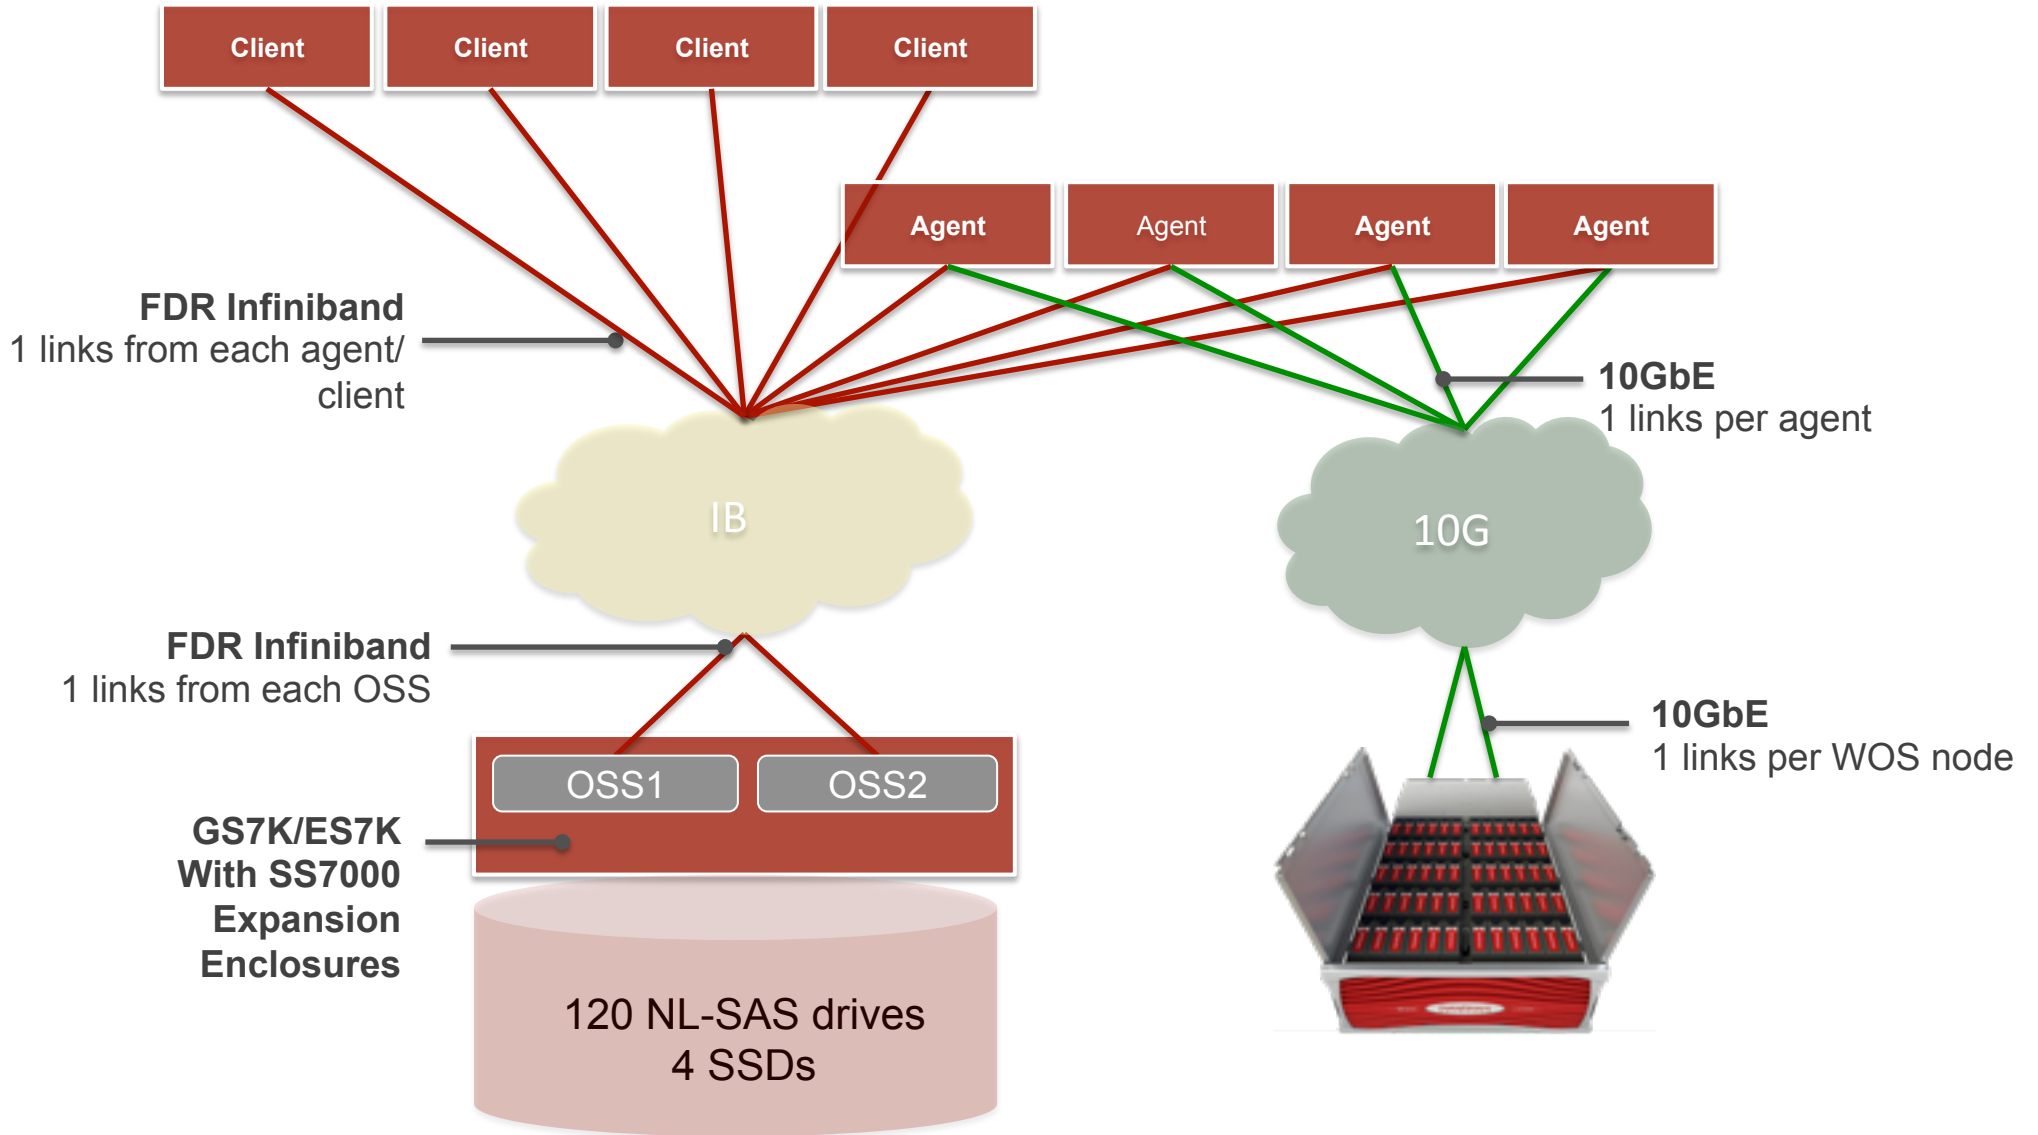 Client
Client
Client
Client
Agent
Agent
Agent
Agent
FDR Infiniband
1 links from each agent/
client
10GbE
1 links per agent
IB
10G
FDR Infiniband
1 links from each OSS
10GbE
1 links per WOS node
OSS1
OSS2
GS7K/ES7K
With SS7000
Expansion
Enclosures
120 NL-SAS drives
4 SSDs